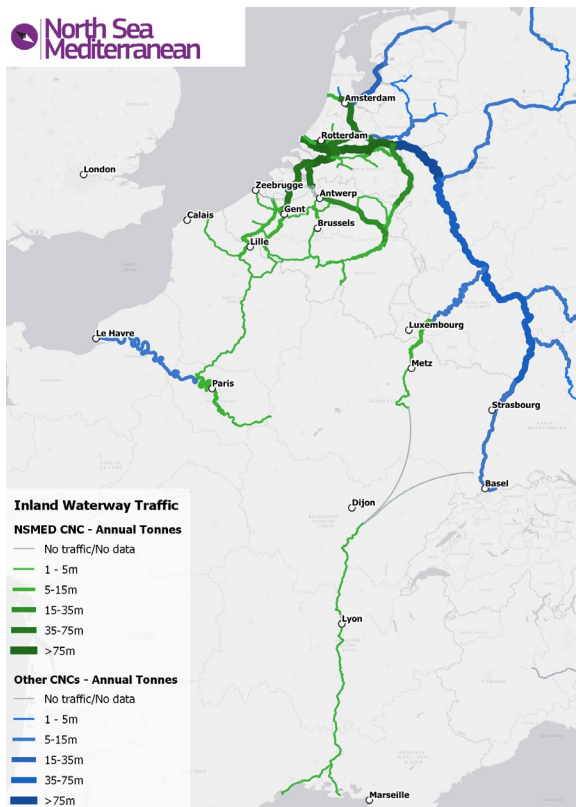 North Sea
Mediterranean
Amsterdam
Rotterdam
London
Zeebrugge
Antwerp
Gent
Calais
Brussels
Lille
Le Havre
Luxembourg
Metz
Paris
Strasbourg
Basel
Dijon
Lyon
Marseille
Inland Waterway Traffic
NSMED CNC - Annual Tonnes
No traffic/No data
1 - 5m
5-15m
15-35m
35-75m
>75m
Other CNCs - Annual Tonnes
No traffic/No data
1 - 5m
5-15m
15-35m
35-75m
>75m